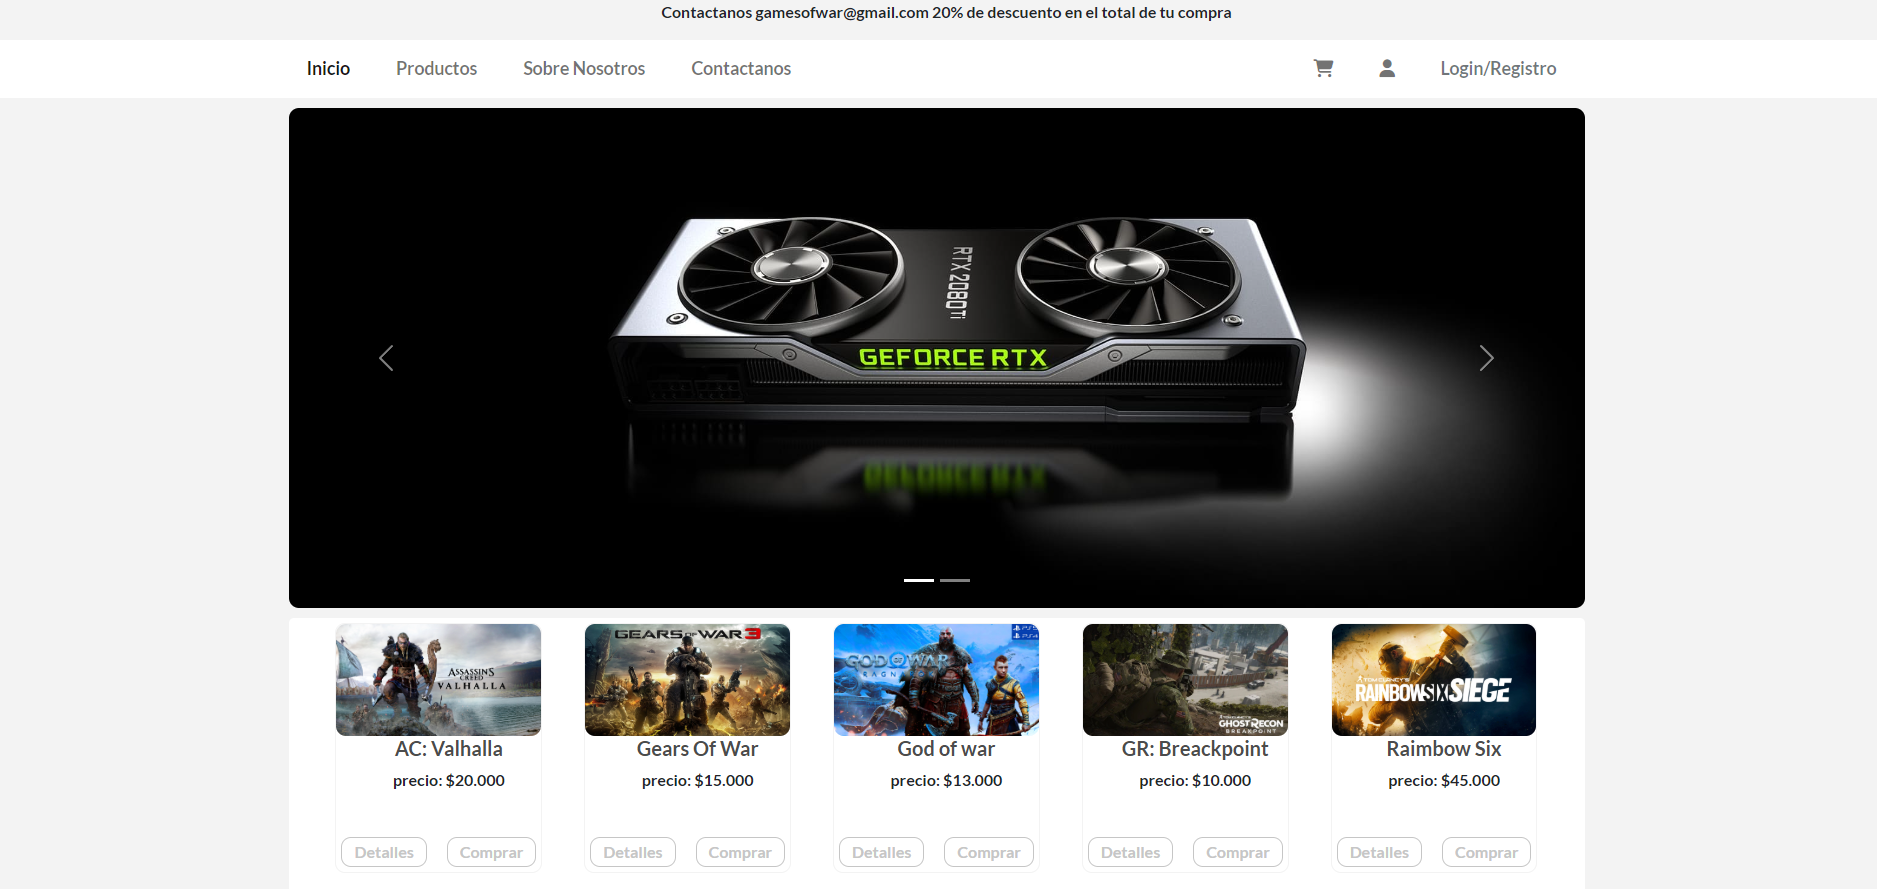 Contactanos gamesofwar@gmail.com 20% de descuento en el total de tu compra
Inicio Productos Sobre Nosotros Contactanos Login/Registro
RTX 2080 Ti
GEFORCE RTX
ASSASSIN'S
CREED
VALHALLA
GEARS OF WAR 3
PS5
PS4
GOD OF WAR
TOM CLANCY'S
GHOST RECON
BREAKPOINT
TOM CLANCY'S
RAINBOW SIX SIEGE
AC: Valhalla Gears Of War God of war GR: Breackpoint Raimbow Six
precio: $20.000 precio: $15.000 precio: $13.000 precio: $10.000 precio: $45.000
Detalles Comprar Detalles Comprar Detalles Comprar Detalles Comprar Detalles Comprar